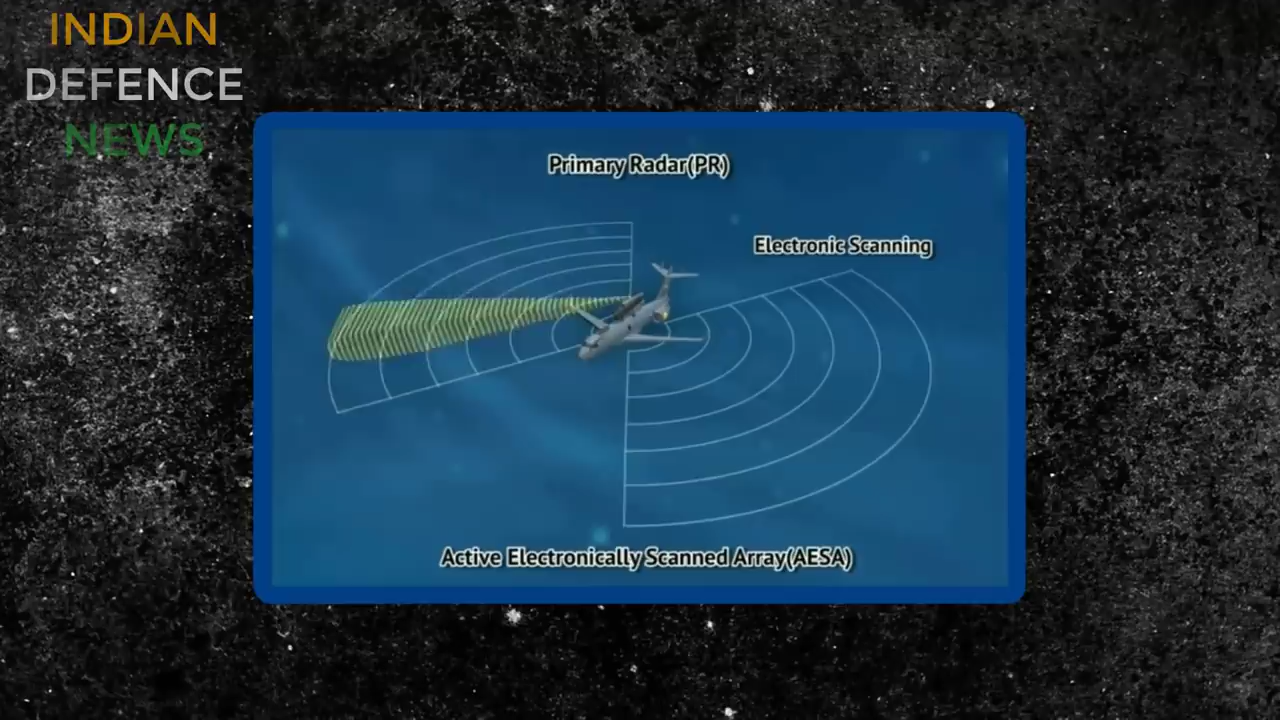 INDIAN
DEFENCE
NEWS
Primary Radar(PR)
Electronic Scanning
Active Electronically Scanned Array(AESA)